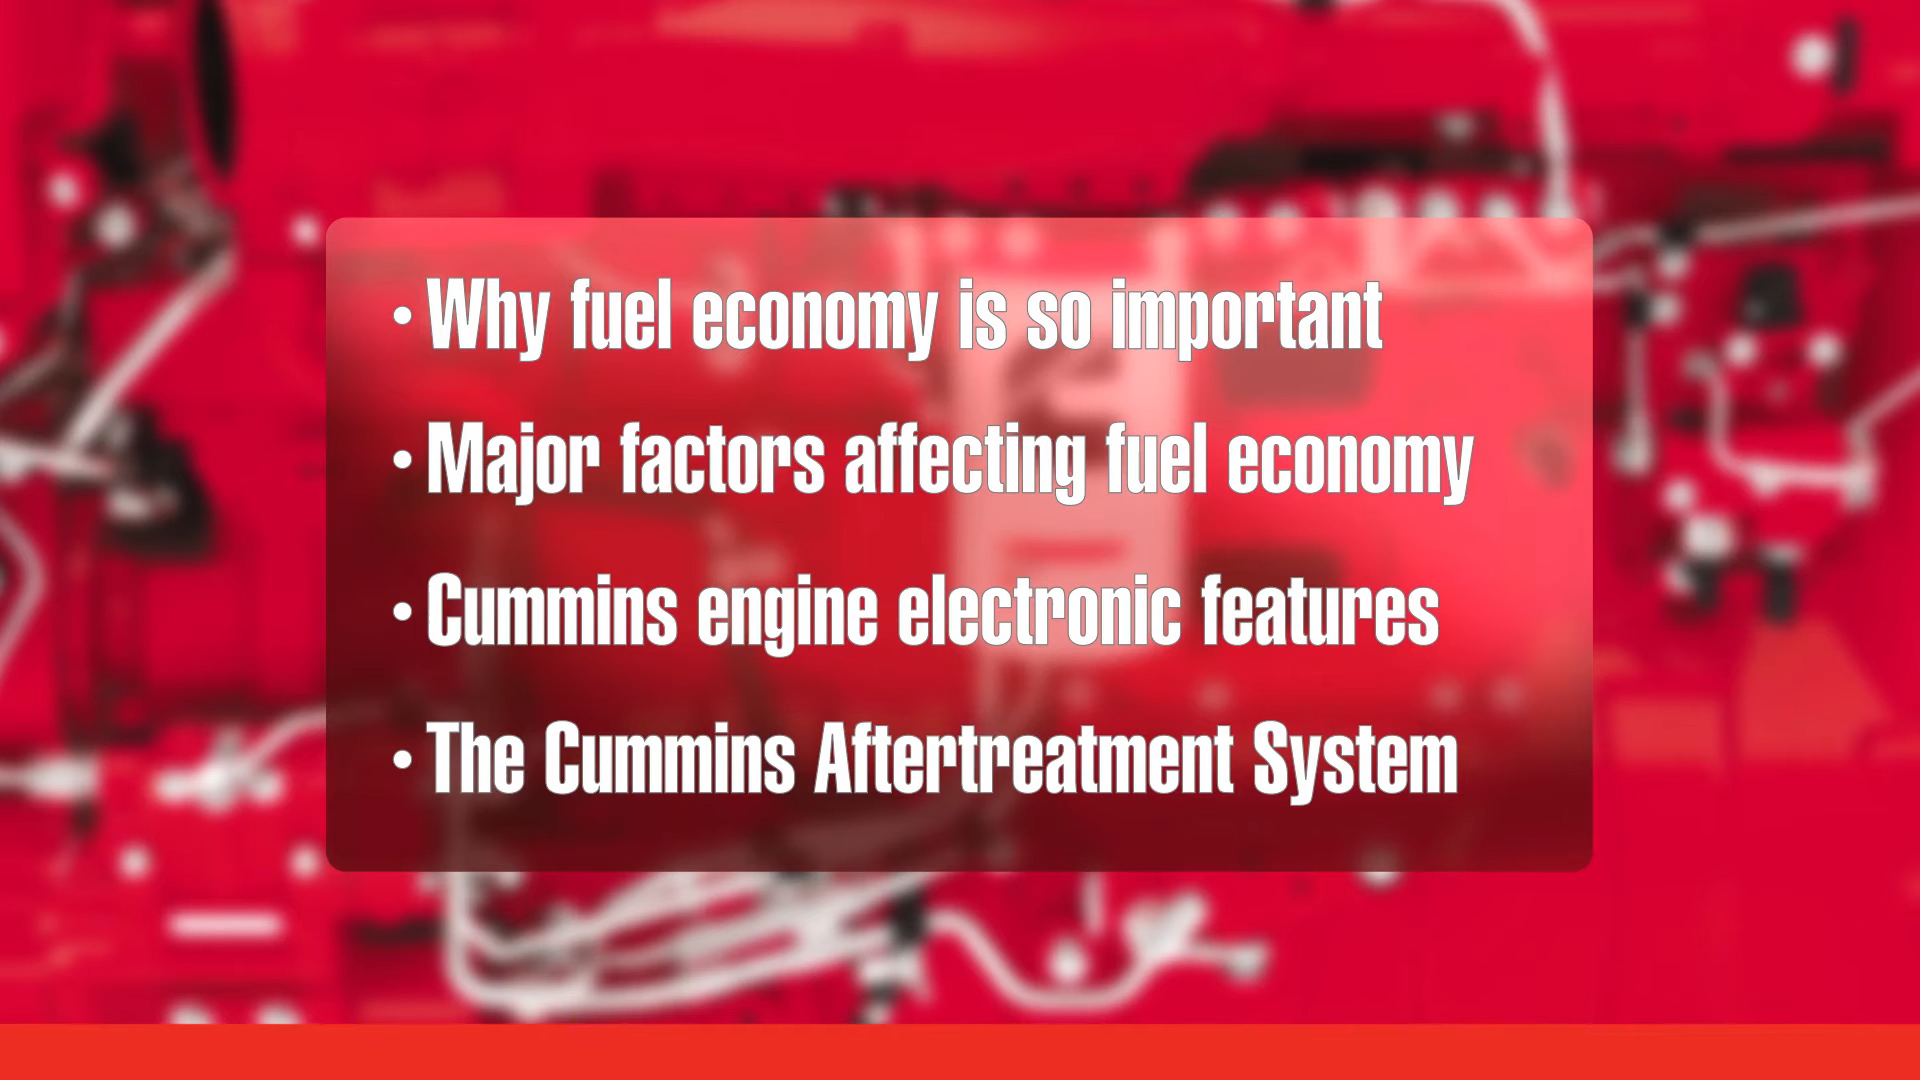 • Why fuel economy is so important
• Major factors affecting fuel economy
• Cummins engine electronic features
• The Cummins Aftertreatment System